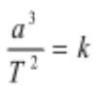 a³/T² = k